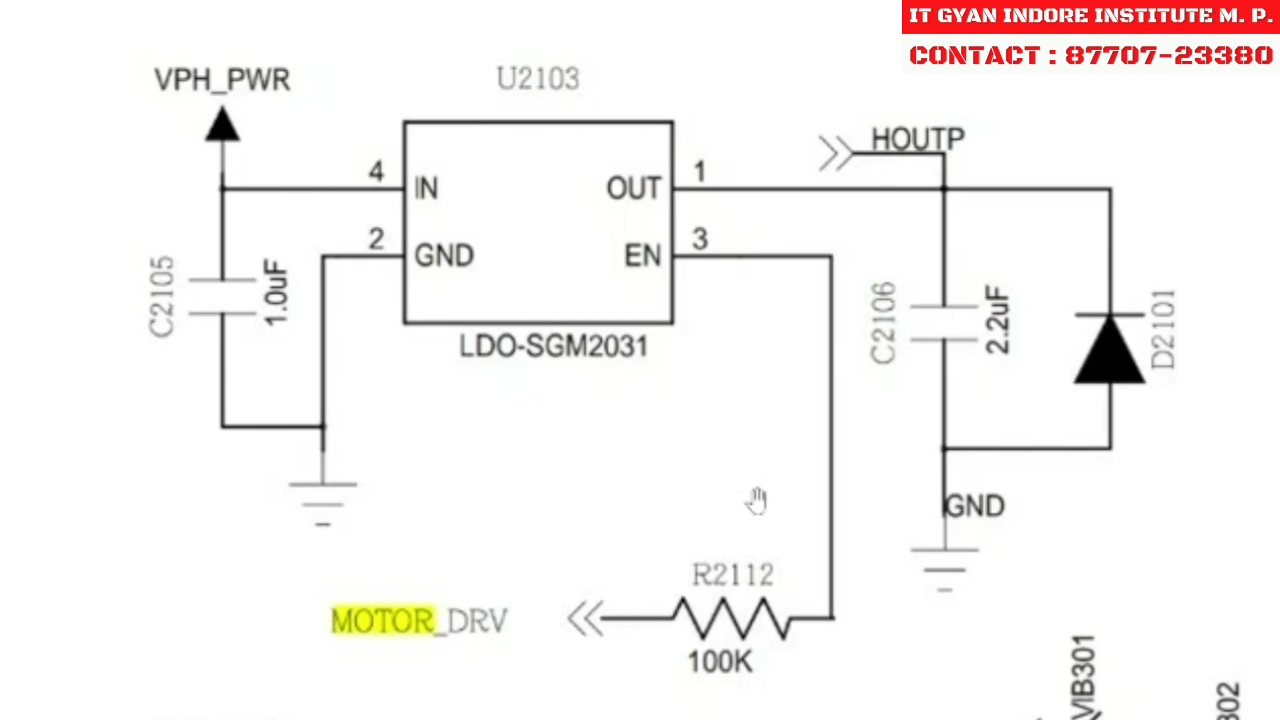 IT GYAN INDORE INSTITUTE M. P.
CONTACT : 87707-23380
VPH_PWR
U2103
HOUTP
4
IN
OUT
1
2
GND
EN
3
C2105
1.0uF
LDO-SGM2031
C2106
2.2uF
D2101
GND
R2112
MOTOR_DRV
100K
VIB301
302